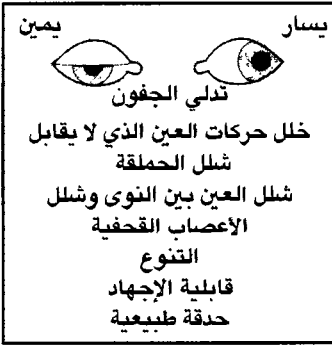 يمين يسار
تدلي الجفون
خلل حركات العين الذي لا يقابل
شلل الحملقة
شلل العين بين النوى وشلل
الأعصاب القحفية
التنوع
قابلية الإجهاد
حدقة طبيعية